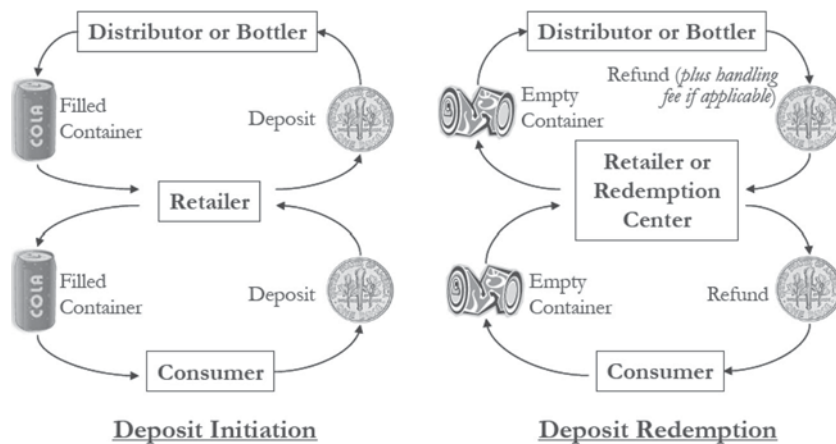 Distributor or Bottler
Filled
Container
COLA
Deposit
Retailer
Filled
Container
COLA
Deposit
Consumer
Deposit Initiation
Distributor or Bottler
Empty
Container
Refund (plus handling
fee if applicable)
Retailer or
Redemption
Center
Empty
Container
Refund
Consumer
Deposit Redemption